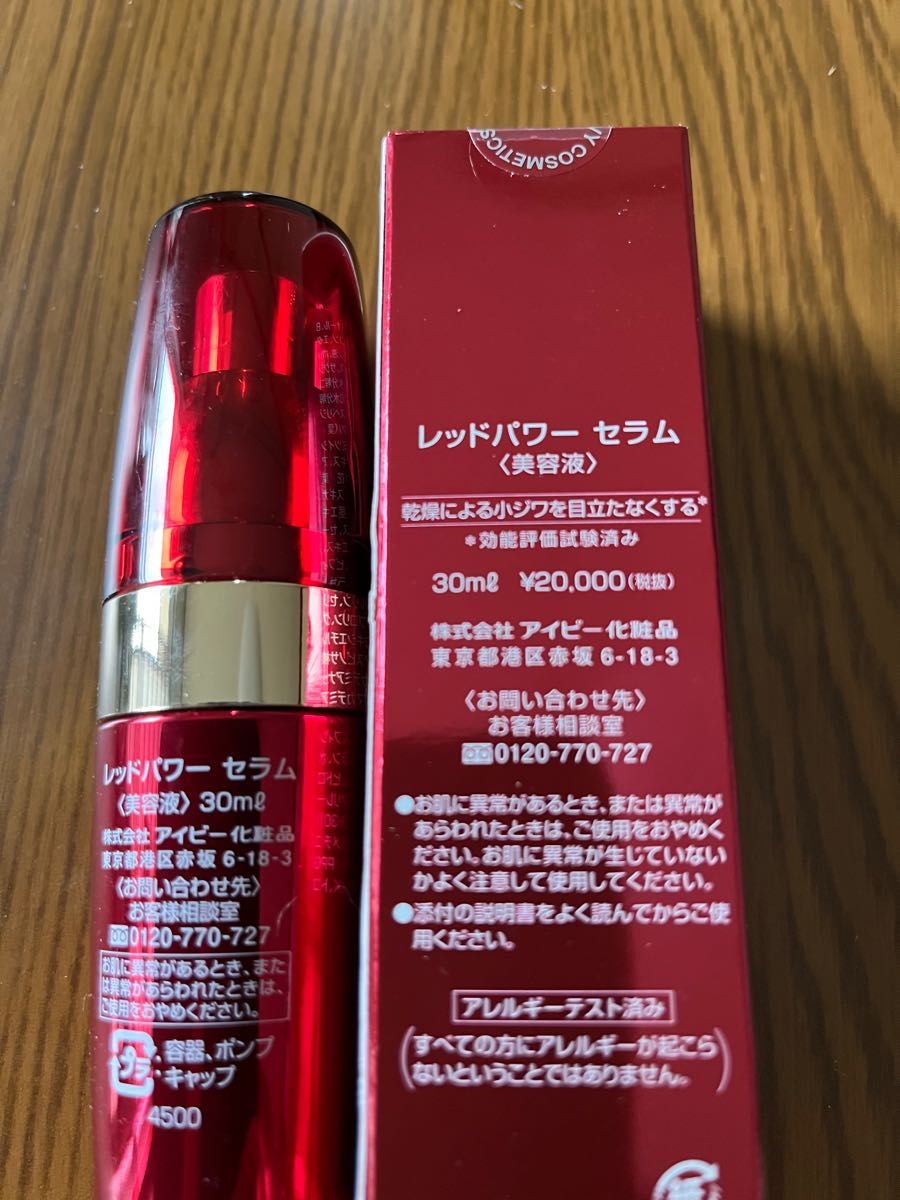 レッドパワー セラム
〈美容液〉 30mℓ
株式会社 アイビー化粧品
東京都港区赤坂 6-18-3
〈お問い合わせ先〉
お客様相談室
0120-770-727
お肌に異常があるとき、また
は異常があらわれたときは、
ご使用をおやめください。
プラ
:容器、ポンプ
・キャップ
4500
VY COSMETICS
レッドパワー セラム
〈美容液〉
乾燥による小ジワを目立たなくする*
*効能評価試験済み
30mℓ ¥20,000(税抜)
株式会社 アイビー化粧品
東京都港区赤坂 6-18-3
〈お問い合わせ先〉
お客様相談室
0120-770-727
●お肌に異常があるとき、または異常が
あらわれたときは、ご使用をおやめく
ださい。お肌に異常が生じていない
かよく注意して使用してください。
●添付の説明書をよく読んでからご使
用ください。
アレルギーテスト済み
(すべての方にアレルギーが起こら
ないということではありません。)